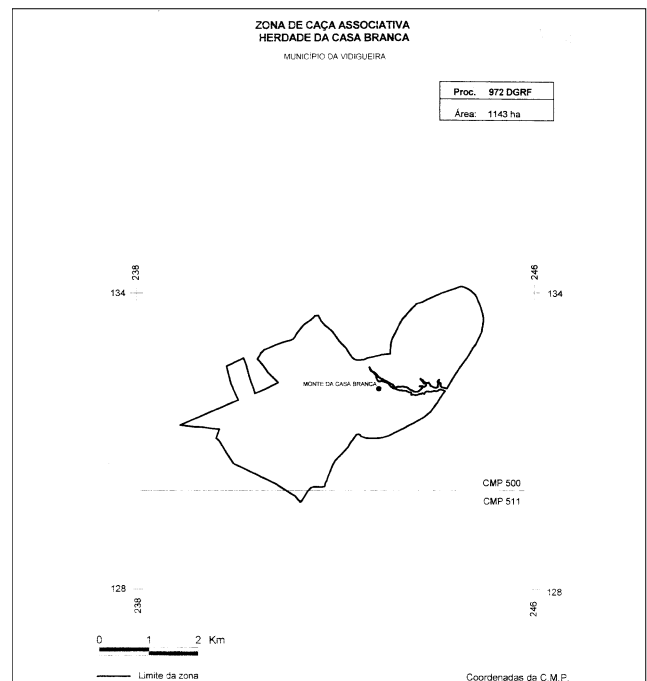 ZONA DE CAÇA ASSOCIATIVA
HERDADE DA CASA BRANCA
MUNICÍPIO DA VIDIGUEIRA
Proc. 972 DGRF
Área: 1143 ha
238
246
134
134
MONTE DA CASA BRANCA
CMP 500
CMP 511
128
128
238
246
0 1 2 Km
Limite da zona
Coordenadas da C.M.P.